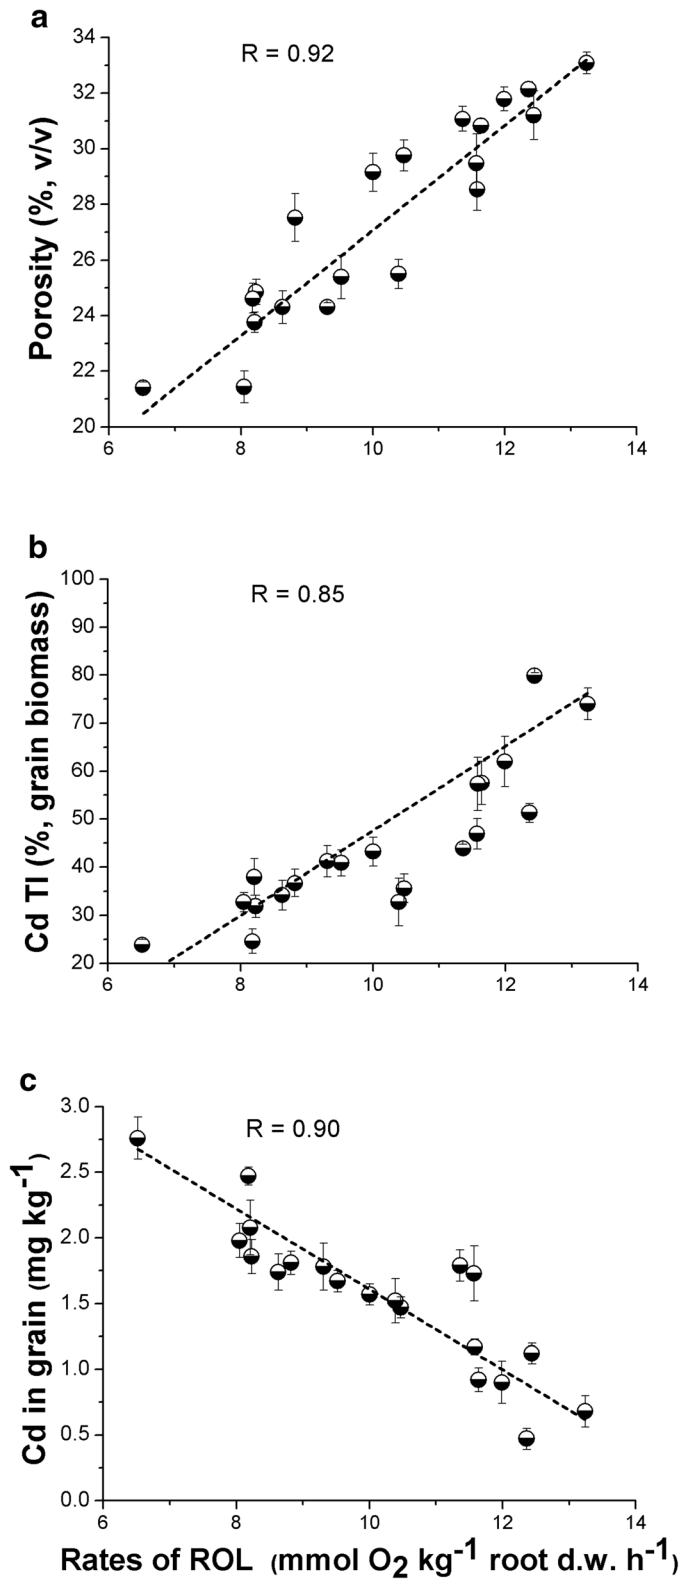 a
R = 0.92
Porosity (%, v/v)
34
32
30
28
26
24
22
20
6 8 10 12 14
b
R = 0.85
Cd TI (%, grain biomass)
100
90
80
70
60
50
40
30
20
6 8 10 12 14
c
R = 0.90
Cd in grain (mg kg⁻¹)
3.0
2.5
2.0
1.5
1.0
0.5
0.0
6 8 10 12 14
Rates of ROL (mmol O₂ kg⁻¹ root d.w. h⁻¹)